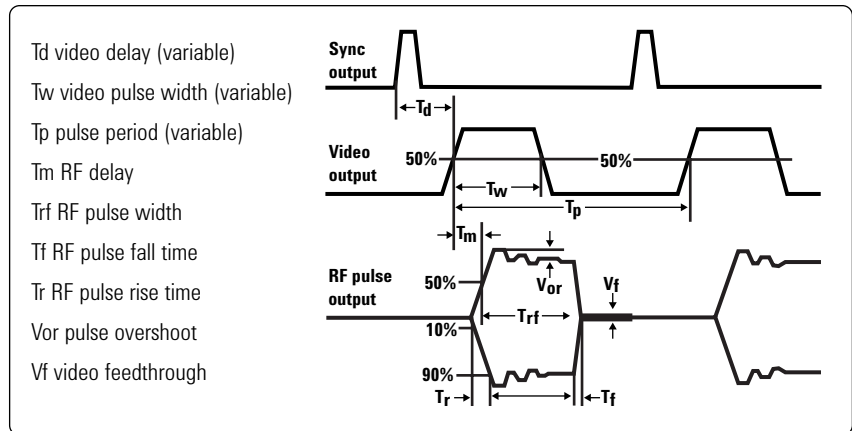 Td video delay (variable)
Tw video pulse width (variable)
Tp pulse period (variable)
Tm RF delay
Trf RF pulse width
Tf RF pulse fall time
Tr RF pulse rise time
Vor pulse overshoot
Vf video feedthrough
Sync
output
Td
Video
output
50%
50%
Tw
Tp
Tm
RF pulse
output
50%
Vor
Vf
Trf
10%
90%
Tr
Tf